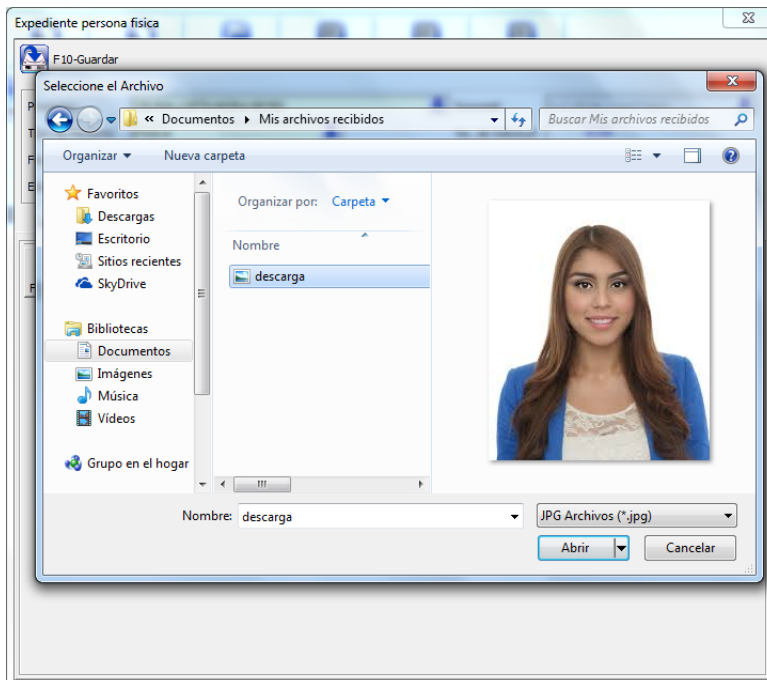 Expediente persona fisica
F10-Guardar
Seleccione el Archivo
« Documentos ▸ Mis archivos recibidos
Buscar Mis archivos recibidos
Organizar
Nueva carpeta
Favoritos
Descargas
Escritorio
Sitios recientes
SkyDrive
Bibliotecas
Documentos
Imágenes
Música
Vídeos
Grupo en el hogar
Organizar por: Carpeta
Nombre
descarga
Nombre: descarga
JPG Archivos (*.jpg)
Abrir
Cancelar